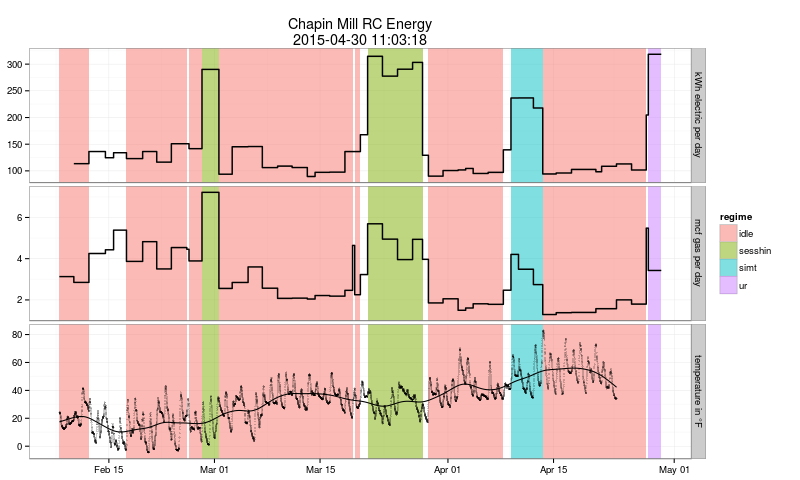 Chapin Mill RC Energy
2015-04-30 11:03:18
300
250
200
150
100
kWh electric per day
6
4
2
mcf gas per day
80
60
40
20
0
temperature in °F
Feb 15
Mar 01
Mar 15
Apr 01
Apr 15
May 01
regime
idle
sesshin
simt
ur